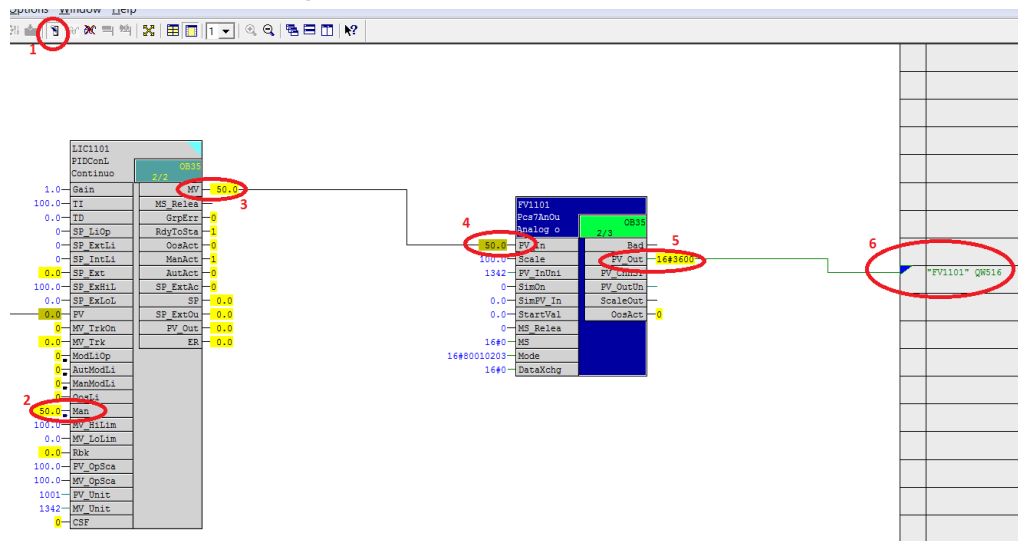 Options Window Help
1
1
LIC1101
PIDConL
Continuo
OB35
2/2
1.0 Gain MV 50.0
3
100.0 TI MS_Relea
0.0 TD GrpErr 0
0 SP_LiOp RdyToSta 1
0 SP_ExtLi OosAct 0
0 SP_IntLi ManAct 1
0.0 SP_Ext AutAct 0
100.0 SP_ExHiL SP_ExtAc 0
0.0 SP_ExLoL SP 0.0
0.0 PV SP_ExtOu 0.0
0 MV_TrkOn PV_Out 0.0
0.0 MV_Trk ER 0.0
0 ModLiOp
0 AutModLi
0 ManModLi
0 OosLi
2
50.0 Man
100.0 MV_HiLim
0.0 MV_LoLim
0.0 Rbk
100.0 PV_OpSca
100.0 MV_OpSca
1001 PV_Unit
1342 MV_Unit
0 CSF
FV1101
Pcs7AnOu
Analog o
OB35
2/3
4
5
50.0 PV_In Bad
100.0 Scale PV_Out 16#3600
1342 PV_InUni PV_ChnST
0 SimOn PV_OutUn
0.0 SimPV_In ScaleOut
0.0 StartVal OosAct 0
0 MS_Relea
16#0 MS
16#80010203 Mode
16#0 DataXchg
6
"FV1101" QW516